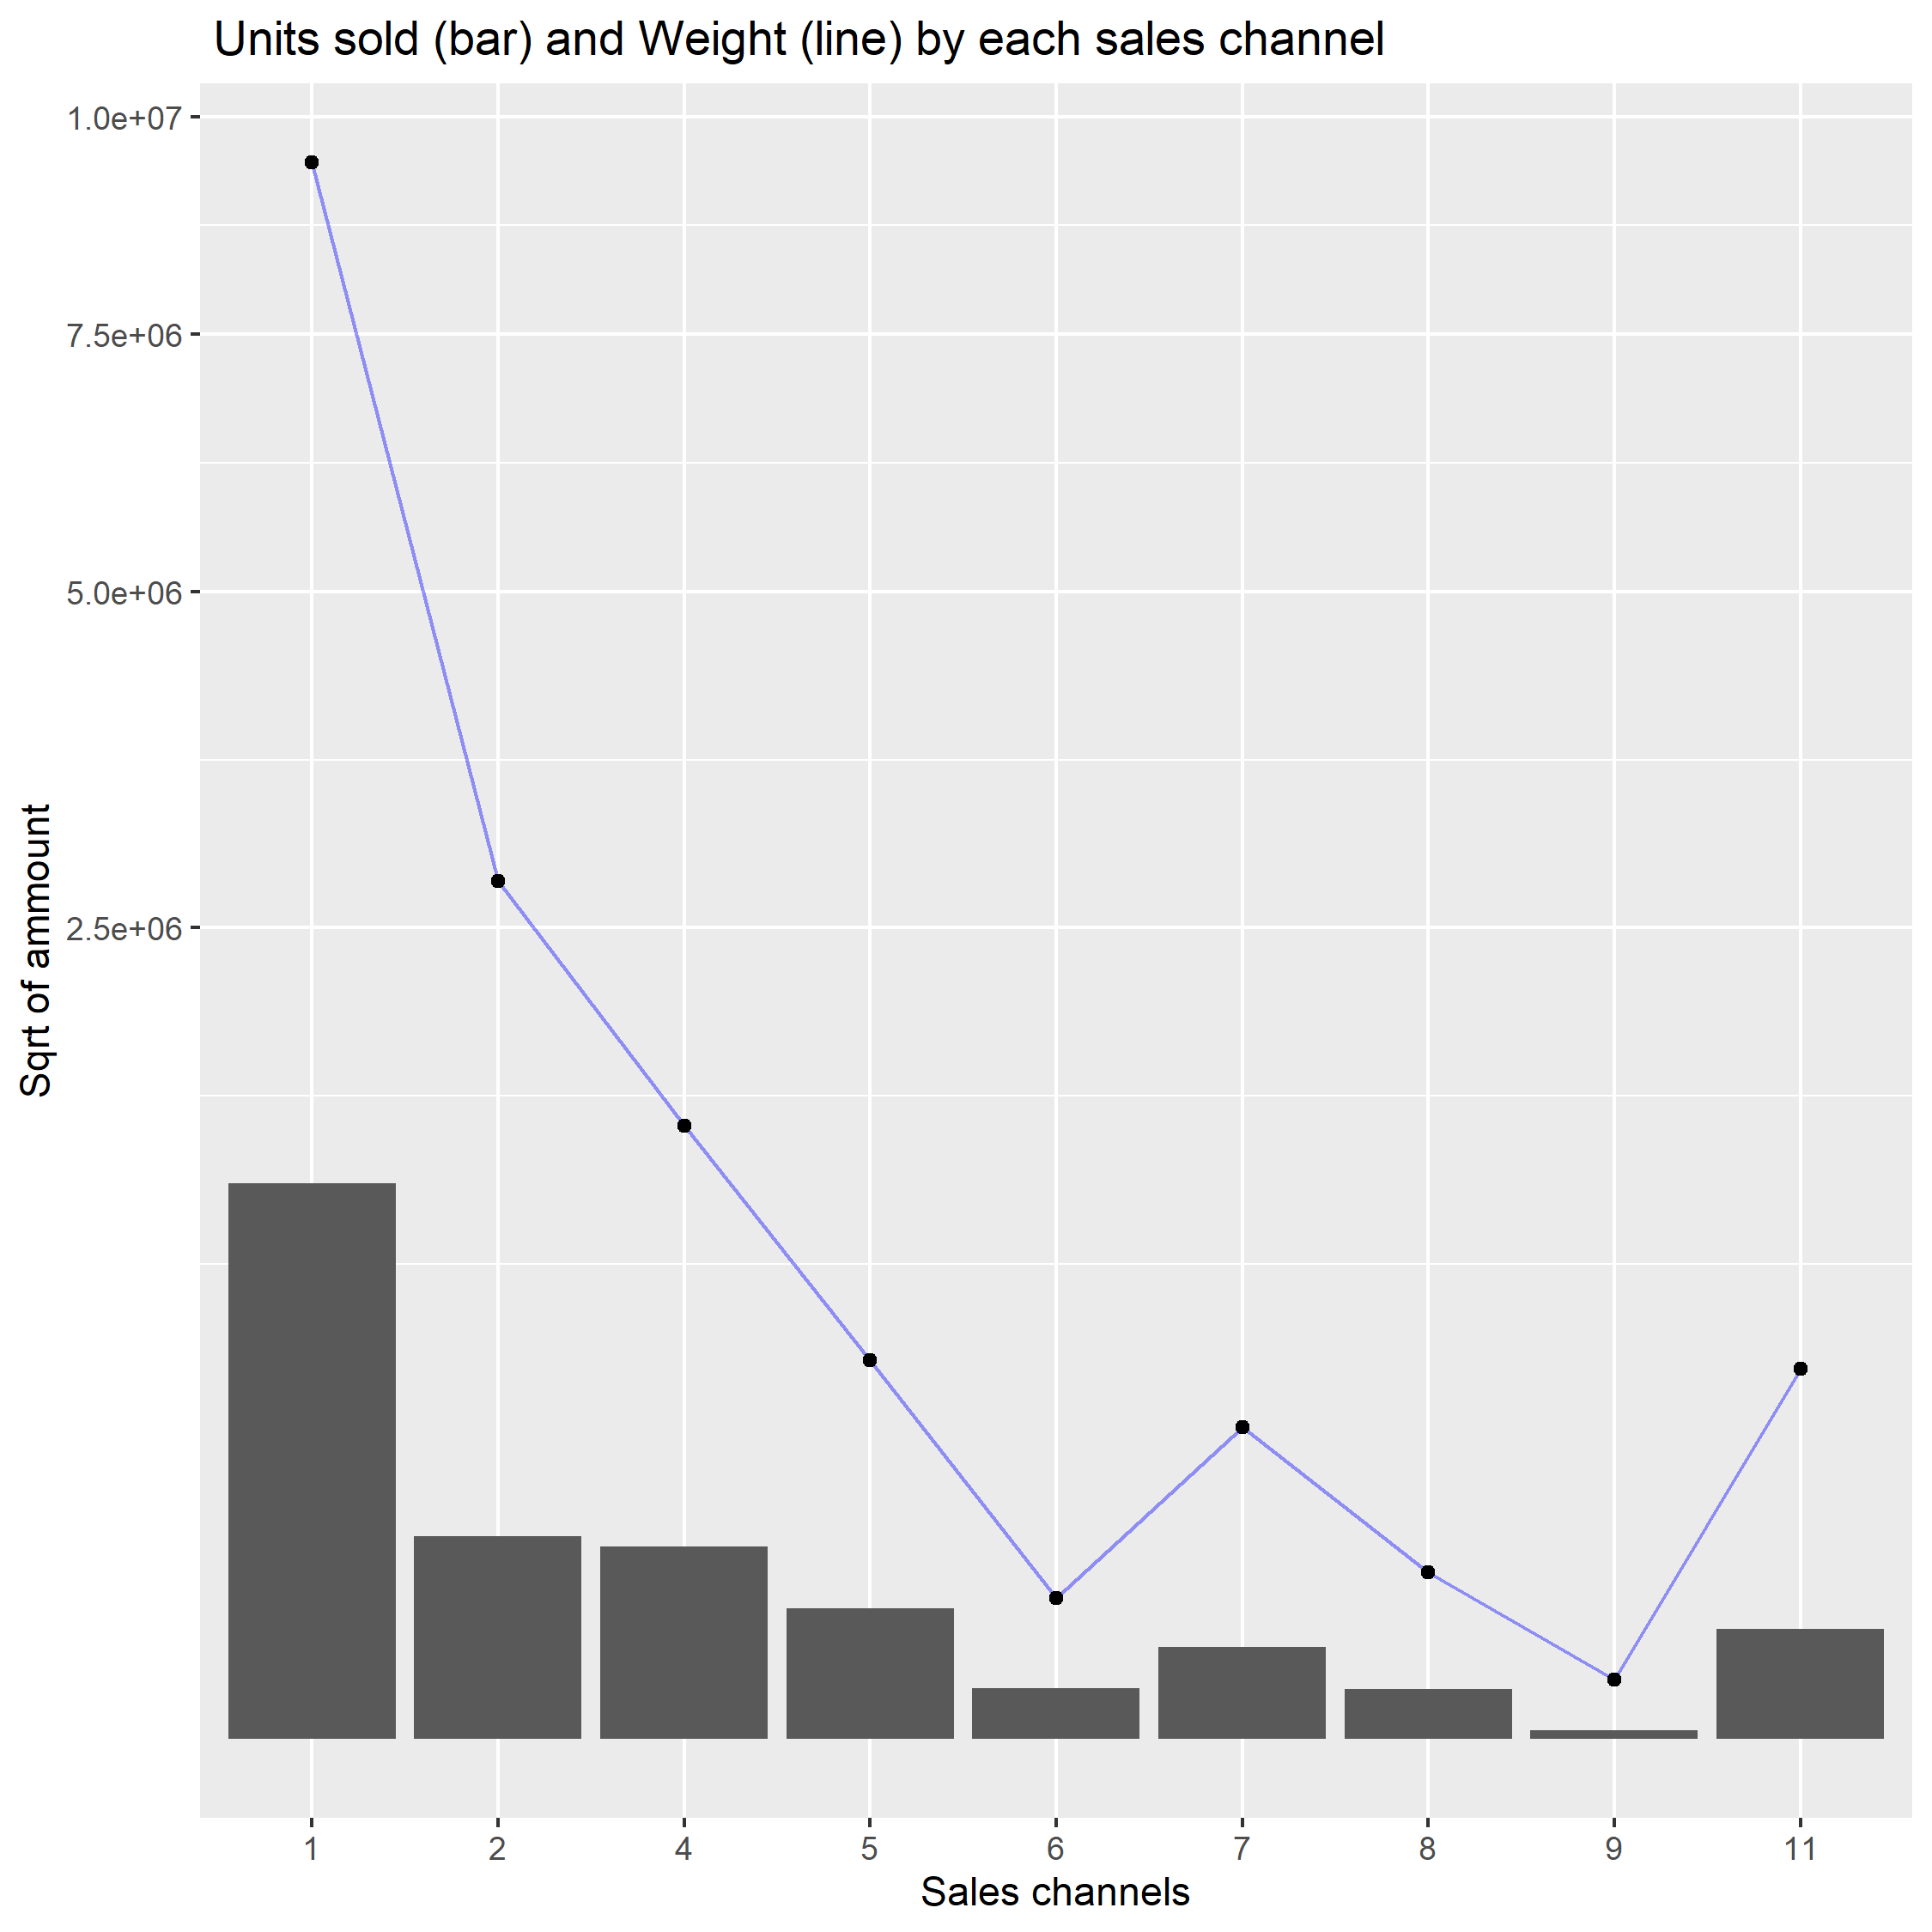 Units sold (bar) and Weight (line) by each sales channel
1.0e+07
7.5e+06
5.0e+06
2.5e+06
Sqrt of ammount
1 2 4 5 6 7 8 9 11
Sales channels